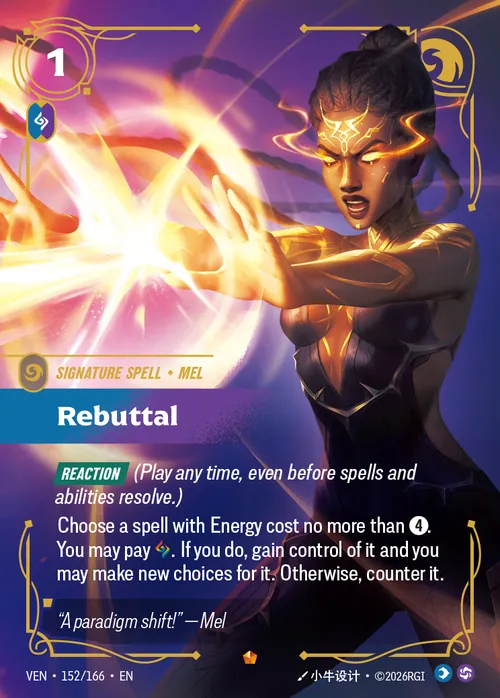 1
SIGNATURE SPELL • MEL
Rebuttal
REACTION (Play any time, even before spells and
abilities resolve.)
Choose a spell with Energy cost no more than 4.
You may pay . If you do, gain control of it and you
may make new choices for it. Otherwise, counter it.
“A paradigm shift!” —Mel
VEN • 152/166 • EN
小牛设计 • ©2026RGI